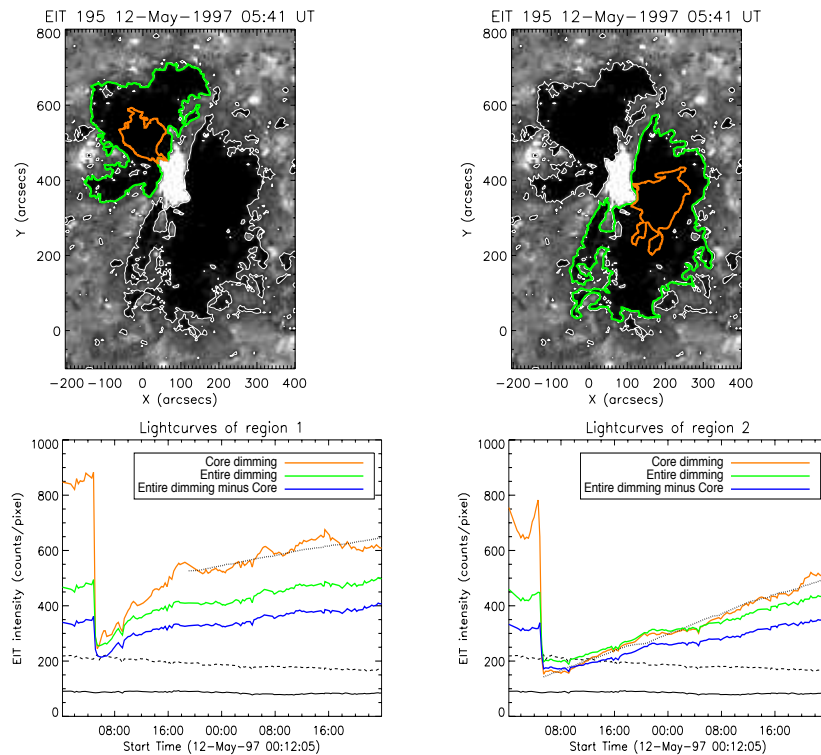 EIT 195 12-May-1997 05:41 UT
800
600
400
200
0
Y (arcsecs)
-200 -100 0 100 200 300 400
X (arcsecs)
EIT 195 12-May-1997 05:41 UT
800
600
400
200
0
Y (arcsecs)
-200 -100 0 100 200 300 400
X (arcsecs)
Lightcurves of region 1
1000
800
600
400
200
0
EIT intensity (counts/pixel)
Core dimming
Entire dimming
Entire dimming minus Core
08:00 16:00 00:00 08:00 16:00
Start Time (12-May-97 00:12:05)
Lightcurves of region 2
1000
800
600
400
200
0
EIT intensity (counts/pixel)
Core dimming
Entire dimming
Entire dimming minus Core
08:00 16:00 00:00 08:00 16:00
Start Time (12-May-97 00:12:05)